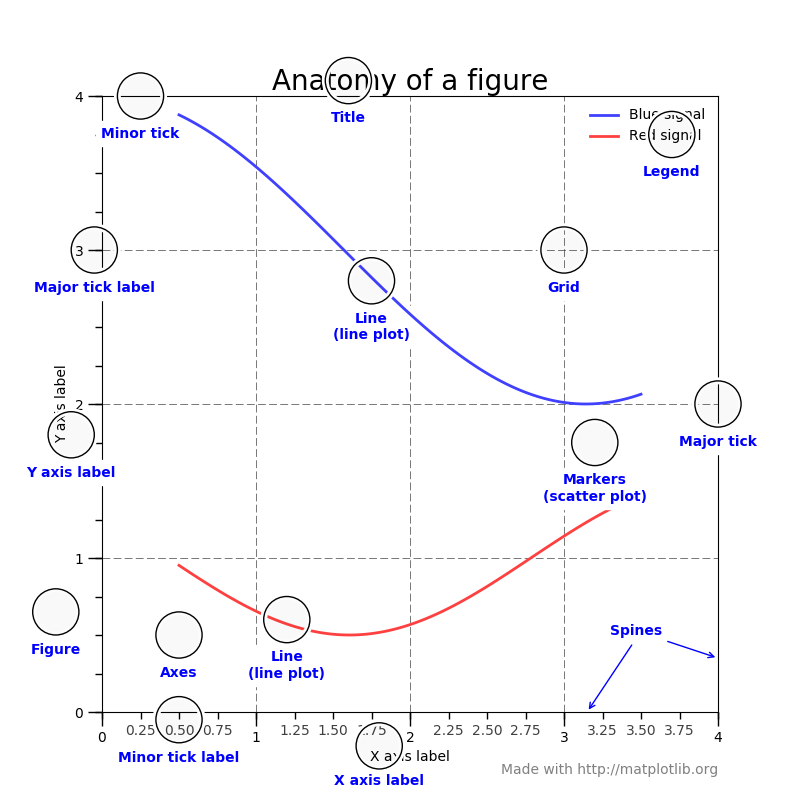 Anatomy of a figure
4
Minor tick
Title
Blue signal
Red signal
Legend
3
Major tick label
Grid
Line
(line plot)
2
Y axis label
Y axis label
Major tick
Markers
(scatter plot)
1
Figure
Axes
Line
(line plot)
Spines
0
0.25 0.50 0.75 1.25 1.50 1.75 2.25 2.50 2.75 3.25 3.50 3.75
0 1 2 3 4
Minor tick label
X axis label
X axis label
Made with http://matplotlib.org